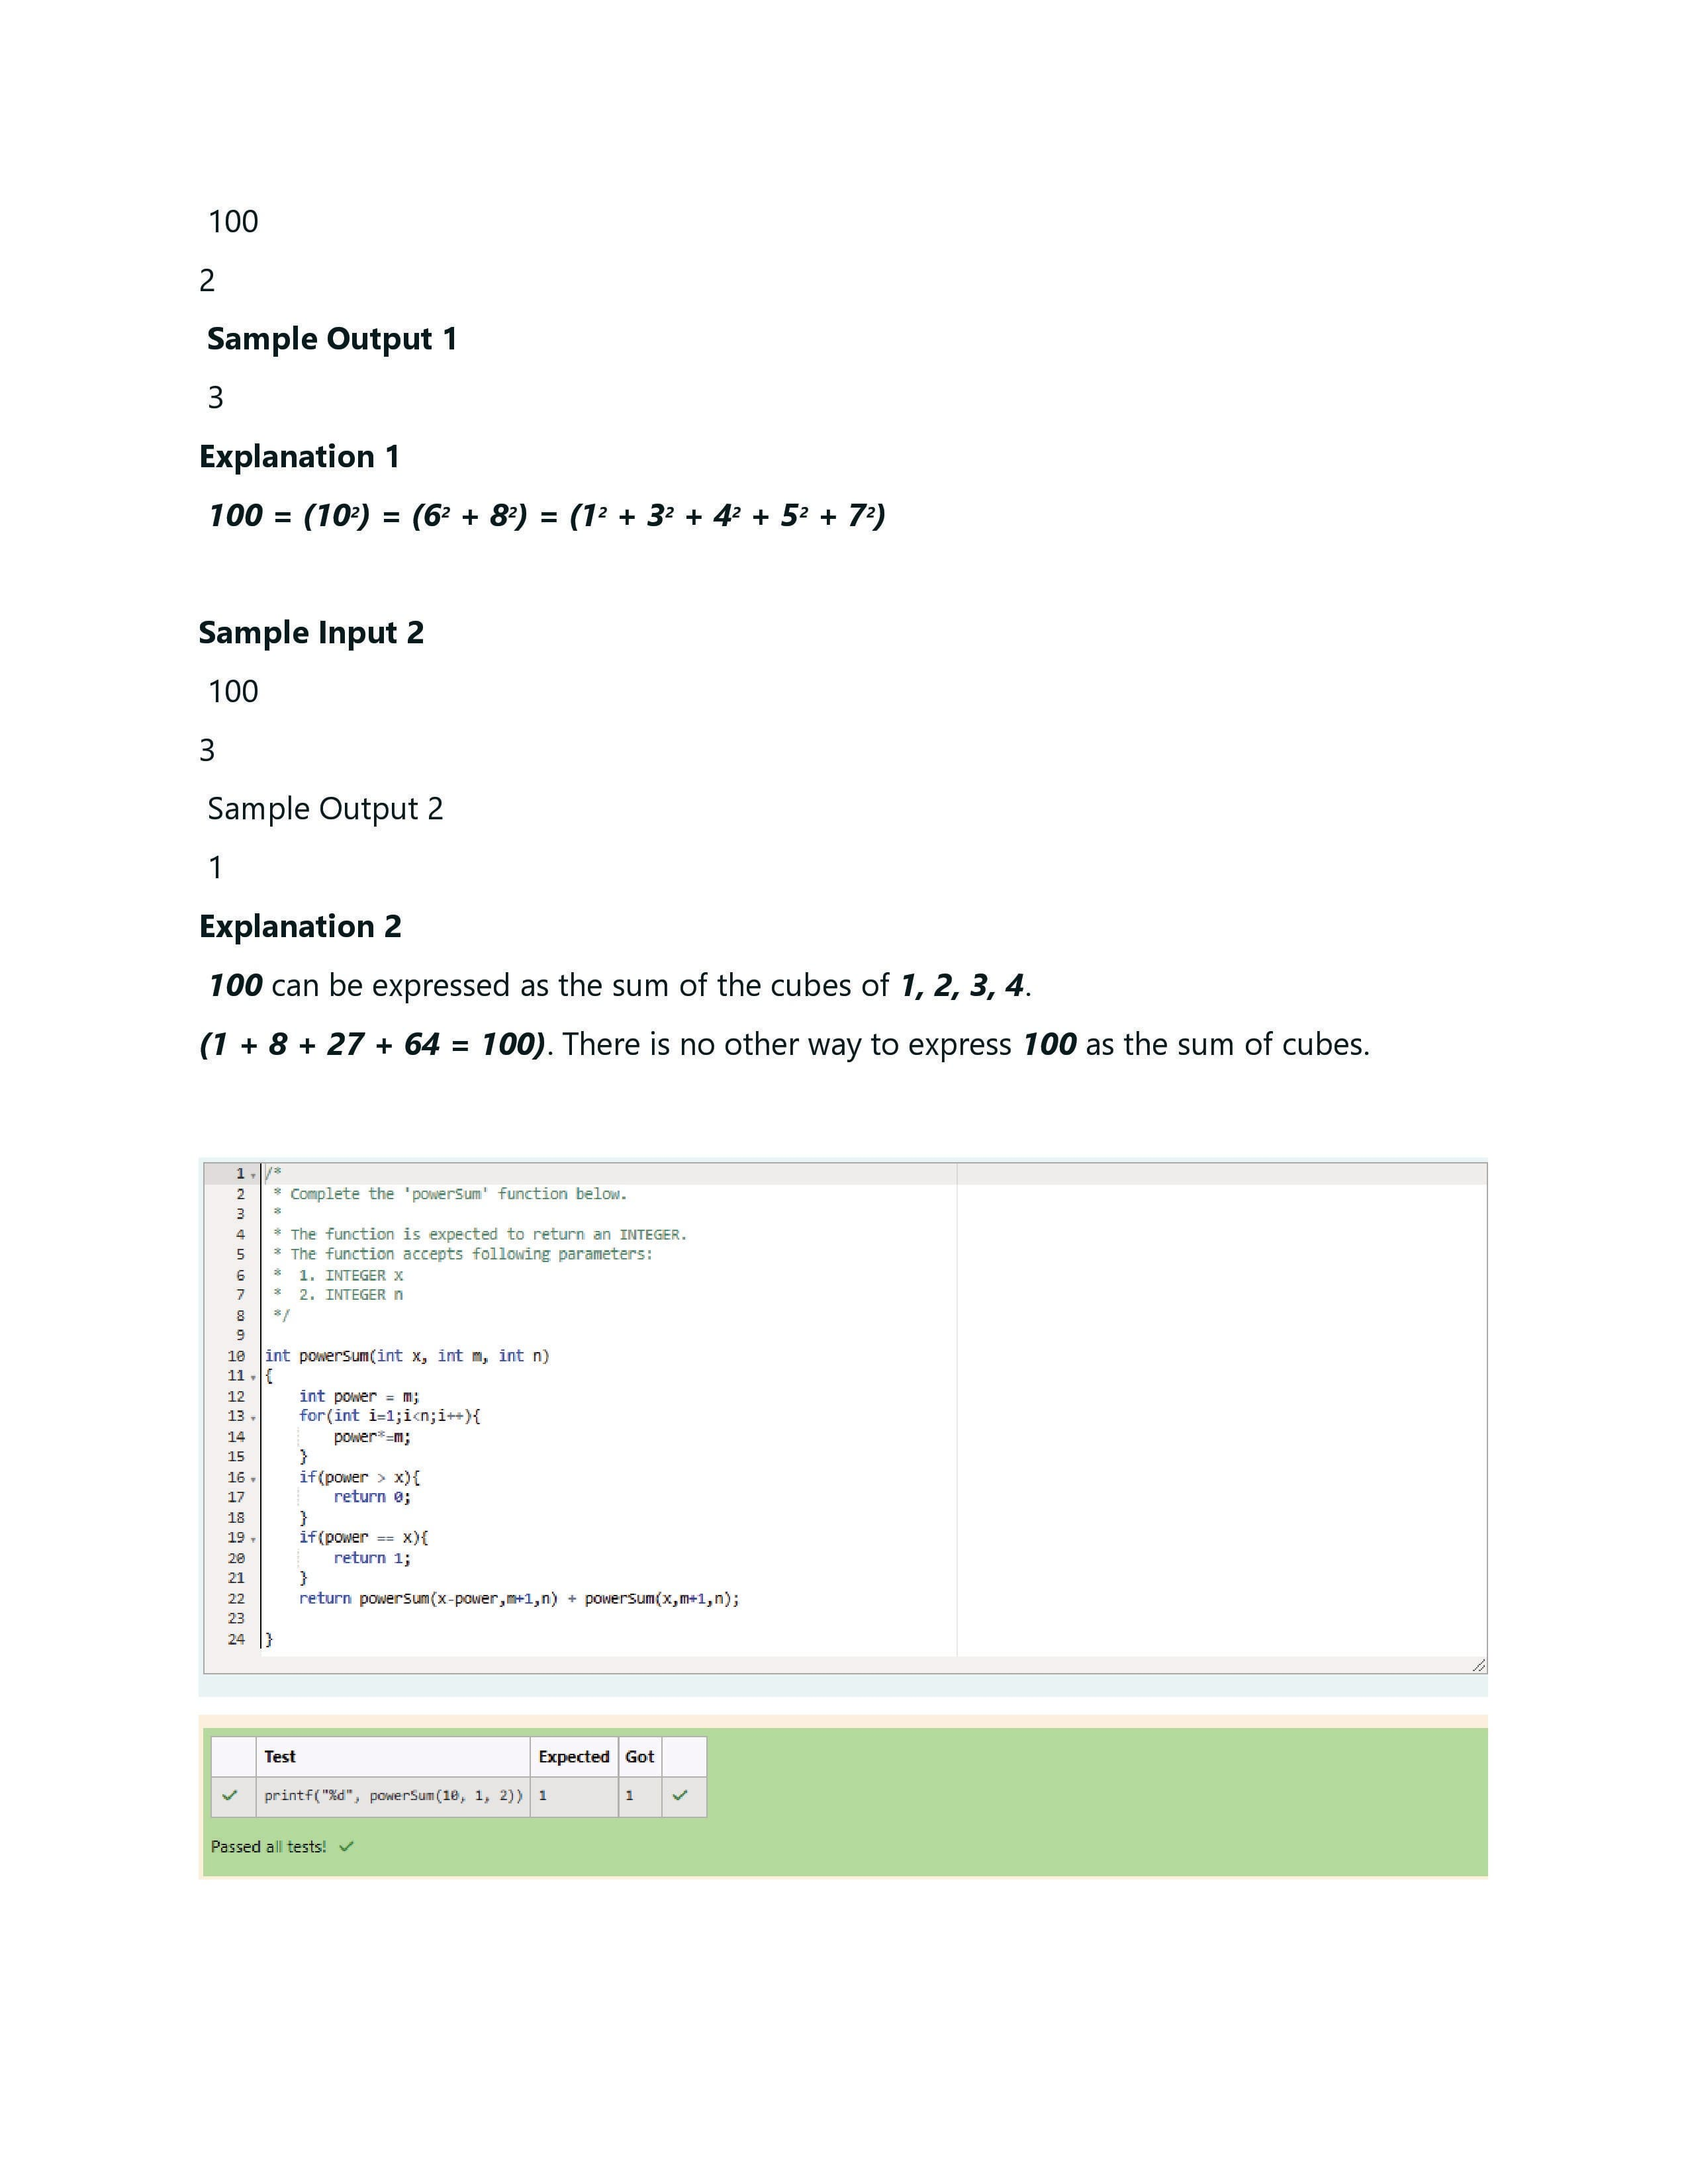 100
2
Sample Output 1
3
Explanation 1
100 = (10²) = (6² + 8²) = (1² + 3² + 4² + 5² + 7²)
Sample Input 2
100
3
Sample Output 2
1
Explanation 2
100 can be expressed as the sum of the cubes of 1, 2, 3, 4.
(1 + 8 + 27 + 64 = 100). There is no other way to express 100 as the sum of cubes.
1 /*
2  * Complete the 'powerSum' function below.
3  *
4  * The function is expected to return an INTEGER.
5  * The function accepts following parameters:
6  *  1. INTEGER x
7  *  2. INTEGER n
8  */
9
10 int powerSum(int x, int m, int n)
11 {
12     int power = m;
13     for(int i=1;i<n;i++){
14         power*=m;
15     }
16     if(power > x){
17         return 0;
18     }
19     if(power == x){
20         return 1;
21     }
22     return powerSum(x-power,m+1,n) + powerSum(x,m+1,n);
23
24 }
Test Expected Got
printf("%d", powerSum(10, 1, 2)) 1 1
Passed all tests!